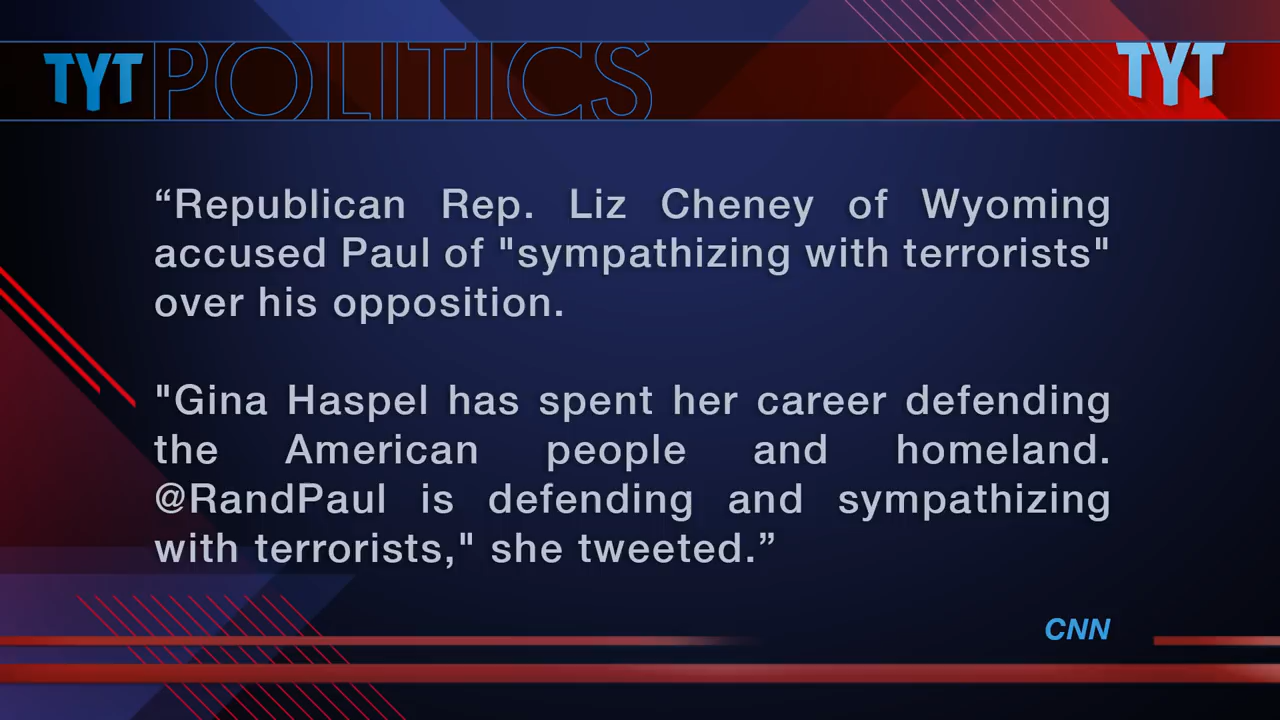 TYT POLITICS
TYT
“Republican Rep. Liz Cheney of Wyoming
accused Paul of "sympathizing with terrorists"
over his opposition.
"Gina Haspel has spent her career defending
the American people and homeland.
@RandPaul is defending and sympathizing
with terrorists," she tweeted.”
CNN